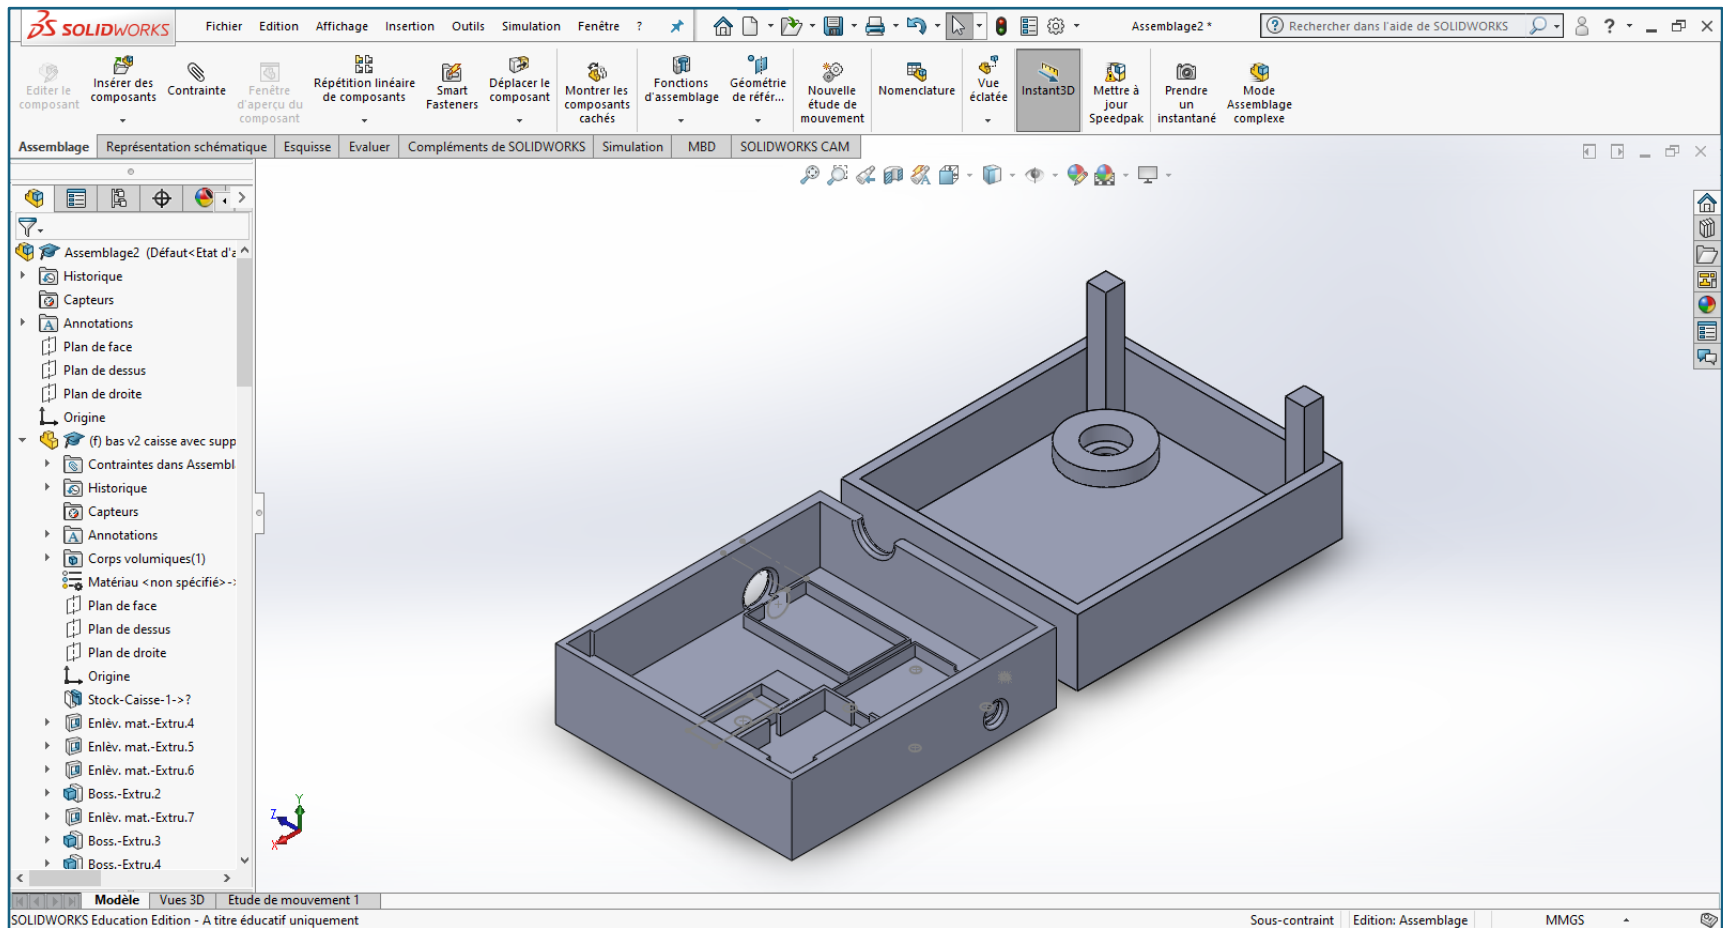 SOLIDWORKS Fichier Edition Affichage Insertion Outils Simulation Fenêtre ? Assemblage2 * Rechercher dans l'aide de SOLIDWORKS ?
Editer le composant
Insérer des composants
Contrainte
Fenêtre d'aperçu du composant
Répétition linéaire de composants
Smart Fasteners
Déplacer le composant
Montrer les composants cachés
Fonctions d'assemblage
Géométrie de référ...
Nouvelle étude de mouvement
Nomenclature
Vue éclatée
Instant3D
Mettre à jour Speedpak
Prendre un instantané
Mode Assemblage complexe
Assemblage Représentation schématique Esquisse Evaluer Compléments de SOLIDWORKS Simulation MBD SOLIDWORKS CAM
Assemblage2 (Défaut<Etat d'a
Historique
Capteurs
Annotations
Plan de face
Plan de dessus
Plan de droite
Origine
(f) bas v2 caisse avec supp
Contraintes dans Assembl
Historique
Capteurs
Annotations
Corps volumiques(1)
Matériau <non spécifié>-
Plan de face
Plan de dessus
Plan de droite
Origine
Stock-Caisse-1->?
Enlèv. mat.-Extru.4
Enlèv. mat.-Extru.5
Enlèv. mat.-Extru.6
Boss.-Extru.2
Enlèv. mat.-Extru.7
Boss.-Extru.3
Boss.-Extru.4
Y
Z
X
Modèle Vues 3D Etude de mouvement 1
SOLIDWORKS Education Edition - A titre éducatif uniquement Sous-contraint Edition: Assemblage MMGS